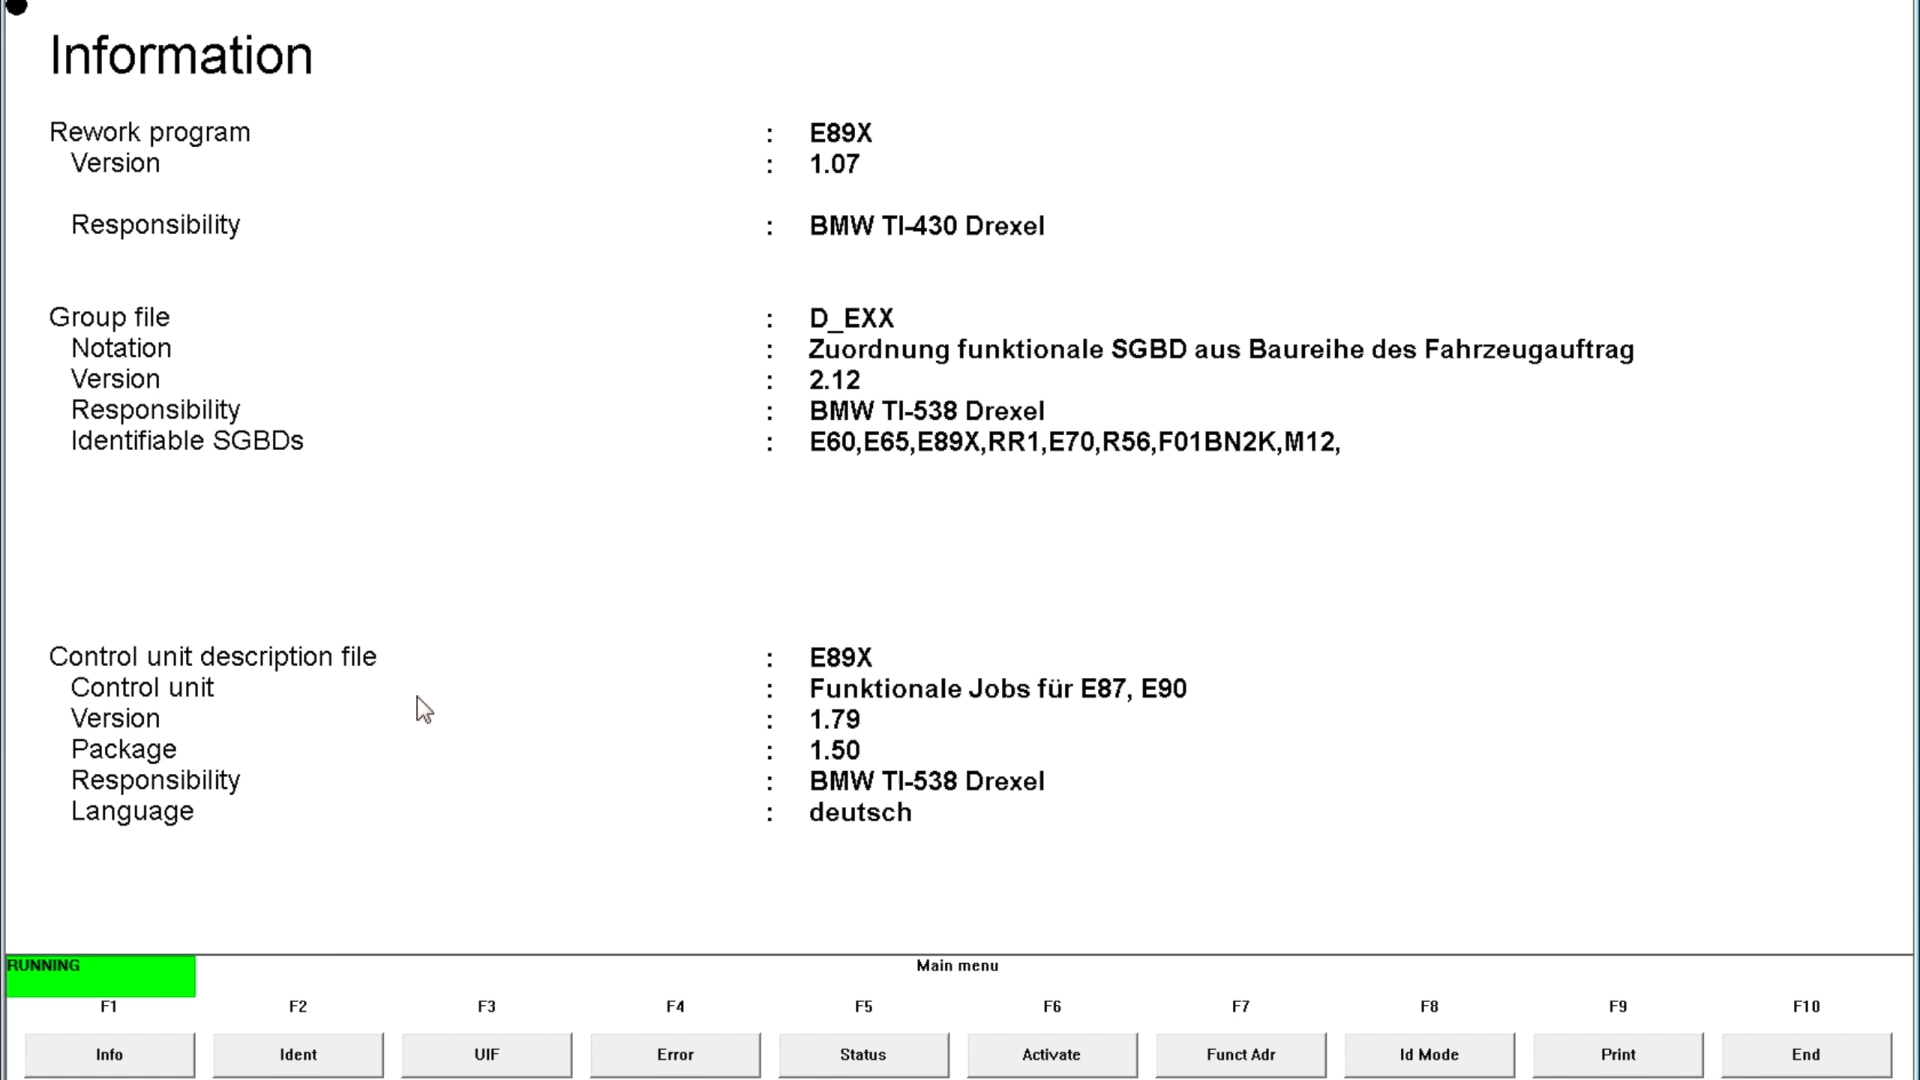 Information
Rework program : E89X
Version : 1.07
Responsibility : BMW TI-430 Drexel
Group file : D_EXX
Notation : Zuordnung funktionale SGBD aus Baureihe des Fahrzeugauftrag
Version : 2.12
Responsibility : BMW TI-538 Drexel
Identifiable SGBDs : E60,E65,E89X,RR1,E70,R56,F01BN2K,M12,
Control unit description file : E89X
Control unit : Funktionale Jobs für E87, E90
Version : 1.79
Package : 1.50
Responsibility : BMW TI-538 Drexel
Language : deutsch
RUNNING Main menu
F1 F2 F3 F4 F5 F6 F7 F8 F9 F10
Info Ident UIF Error Status Activate Funct Adr Id Mode Print End